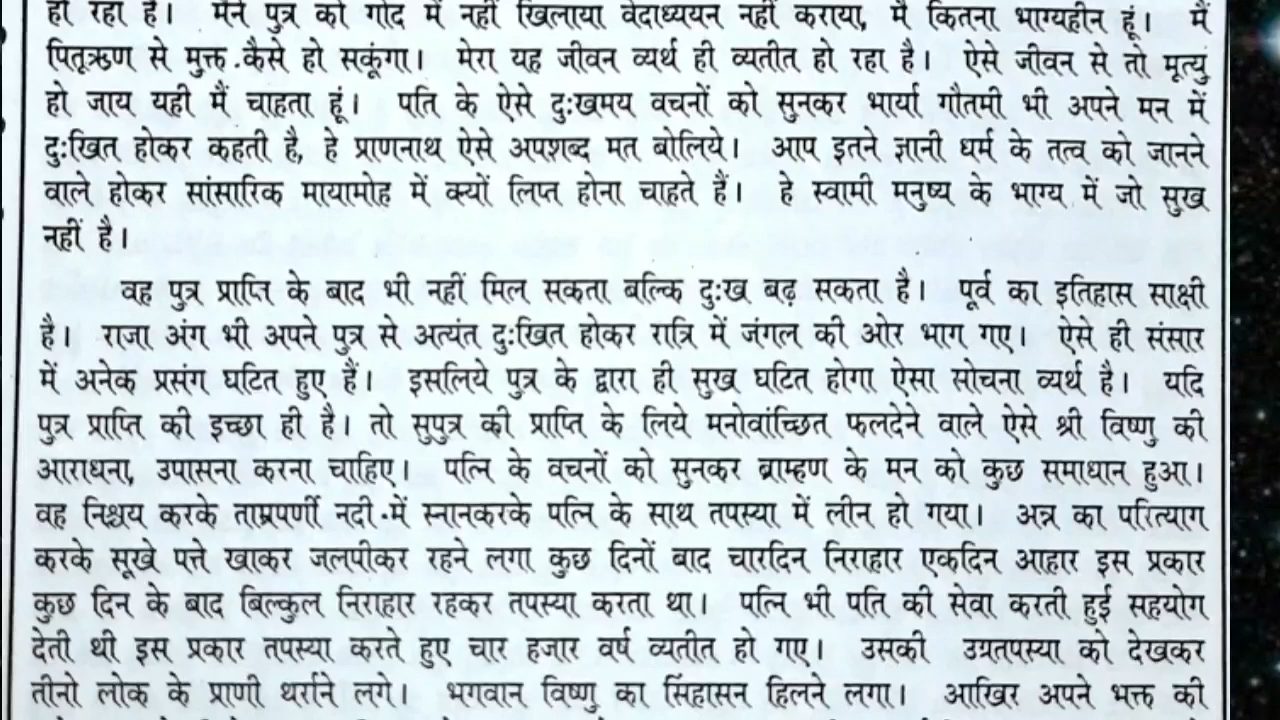 हो रहा है। मैंने पुत्र को गोद में नहीं खिलाया वेदाध्ययन नहीं कराया, मैं कितना भाग्यहीन हूं। मैं
पितृऋण से मुक्त कैसे हो सकूंगा। मेरा यह जीवन व्यर्थ ही व्यतीत हो रहा है। ऐसे जीवन से तो मृत्यु
हो जाय यही मैं चाहता हूं। पति के ऐसे दुःखमय वचनों को सुनकर भार्या गौतमी भी अपने मन में
दुःखित होकर कहती है, हे प्राणनाथ ऐसे अपशब्द मत बोलिये। आप इतने ज्ञानी धर्म के तत्व को जानने
वाले होकर सांसारिक मायामोह में क्यों लिप्त होना चाहते हैं। हे स्वामी मनुष्य के भाग्य में जो सुख
नहीं है।
वह पुत्र प्राप्ति के बाद भी नहीं मिल सकता बल्कि दुःख बढ़ सकता है। पूर्व का इतिहास साक्षी
है। राजा अंग भी अपने पुत्र से अत्यंत दुःखित होकर रात्रि में जंगल की ओर भाग गए। ऐसे ही संसार
में अनेक प्रसंग घटित हुए हैं। इसलिये पुत्र के द्वारा ही सुख घटित होगा ऐसा सोचना व्यर्थ है। यदि
पुत्र प्राप्ति की इच्छा ही है। तो सुपुत्र की प्राप्ति के लिये मनोवांच्छित फलदेने वाले ऐसे श्री विष्णु की
आराधना, उपासना करना चाहिए। पत्नि के वचनों को सुनकर ब्राम्हण के मन को कुछ समाधान हुआ।
वह निश्चय करके ताम्रपर्णी नदी में स्नानकरके पत्नि के साथ तपस्या में लीन हो गया। अन्न का परित्याग
करके सूखे पत्ते खाकर जलपीकर रहने लगा कुछ दिनों बाद चारदिन निराहार एकदिन आहार इस प्रकार
कुछ दिन के बाद बिल्कुल निराहार रहकर तपस्या करता था। पत्नि भी पति की सेवा करती हुई सहयोग
देती थी इस प्रकार तपस्या करते हुए चार हजार वर्ष व्यतीत हो गए। उसकी उग्रतपस्या को देखकर
तीनो लोक के प्राणी थर्राने लगे। भगवान विष्णु का सिंहासन हिलने लगा। आखिर अपने भक्त की